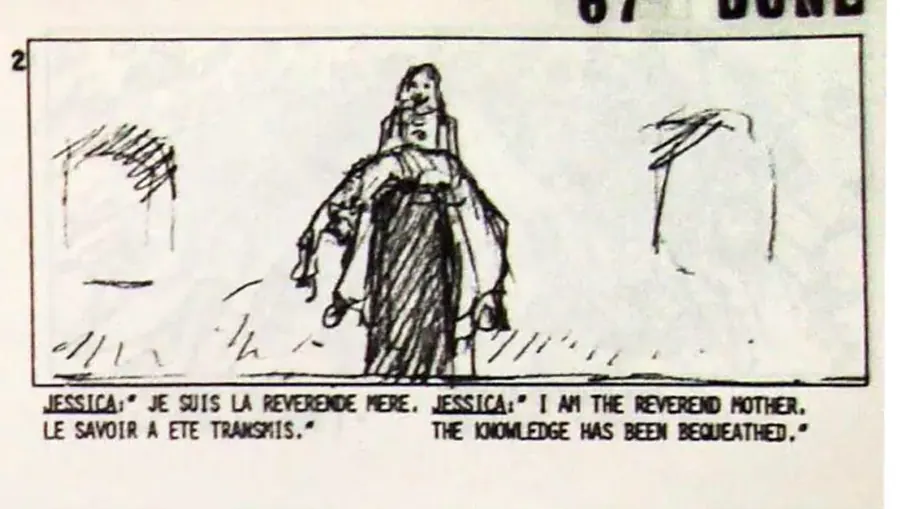 67 DUNE
2
JESSICA:" JE SUIS LA REVERENDE MERE.
LE SAVOIR A ETE TRANSMIS."
JESSICA:" I AM THE REVEREND MOTHER.
THE KNOWLEDGE HAS BEEN BEQUEATHED."